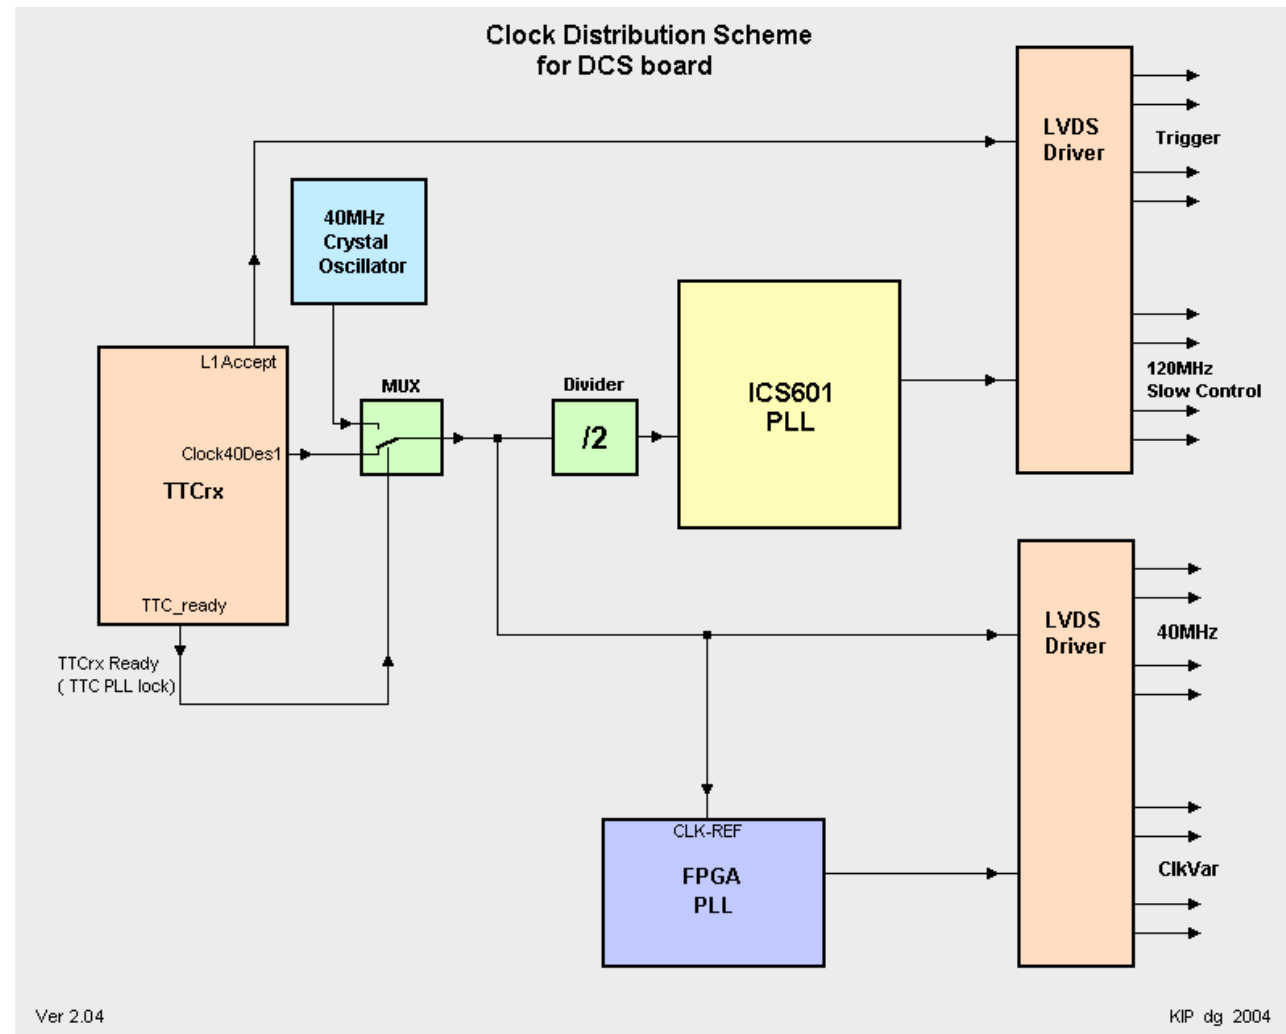 Clock Distribution Scheme
for DCS board
LVDS
Driver
Trigger
40MHz
Crystal
Oscillator
L1Accept
MUX
Divider
ICS601
PLL
120MHz
Slow Control
/2
Clock40Des1
TTCrx
TTC_ready
TTCrx Ready
( TTC PLL lock)
LVDS
Driver
40MHz
CLK-REF
FPGA
PLL
ClkVar
Ver 2.04
KIP dg 2004